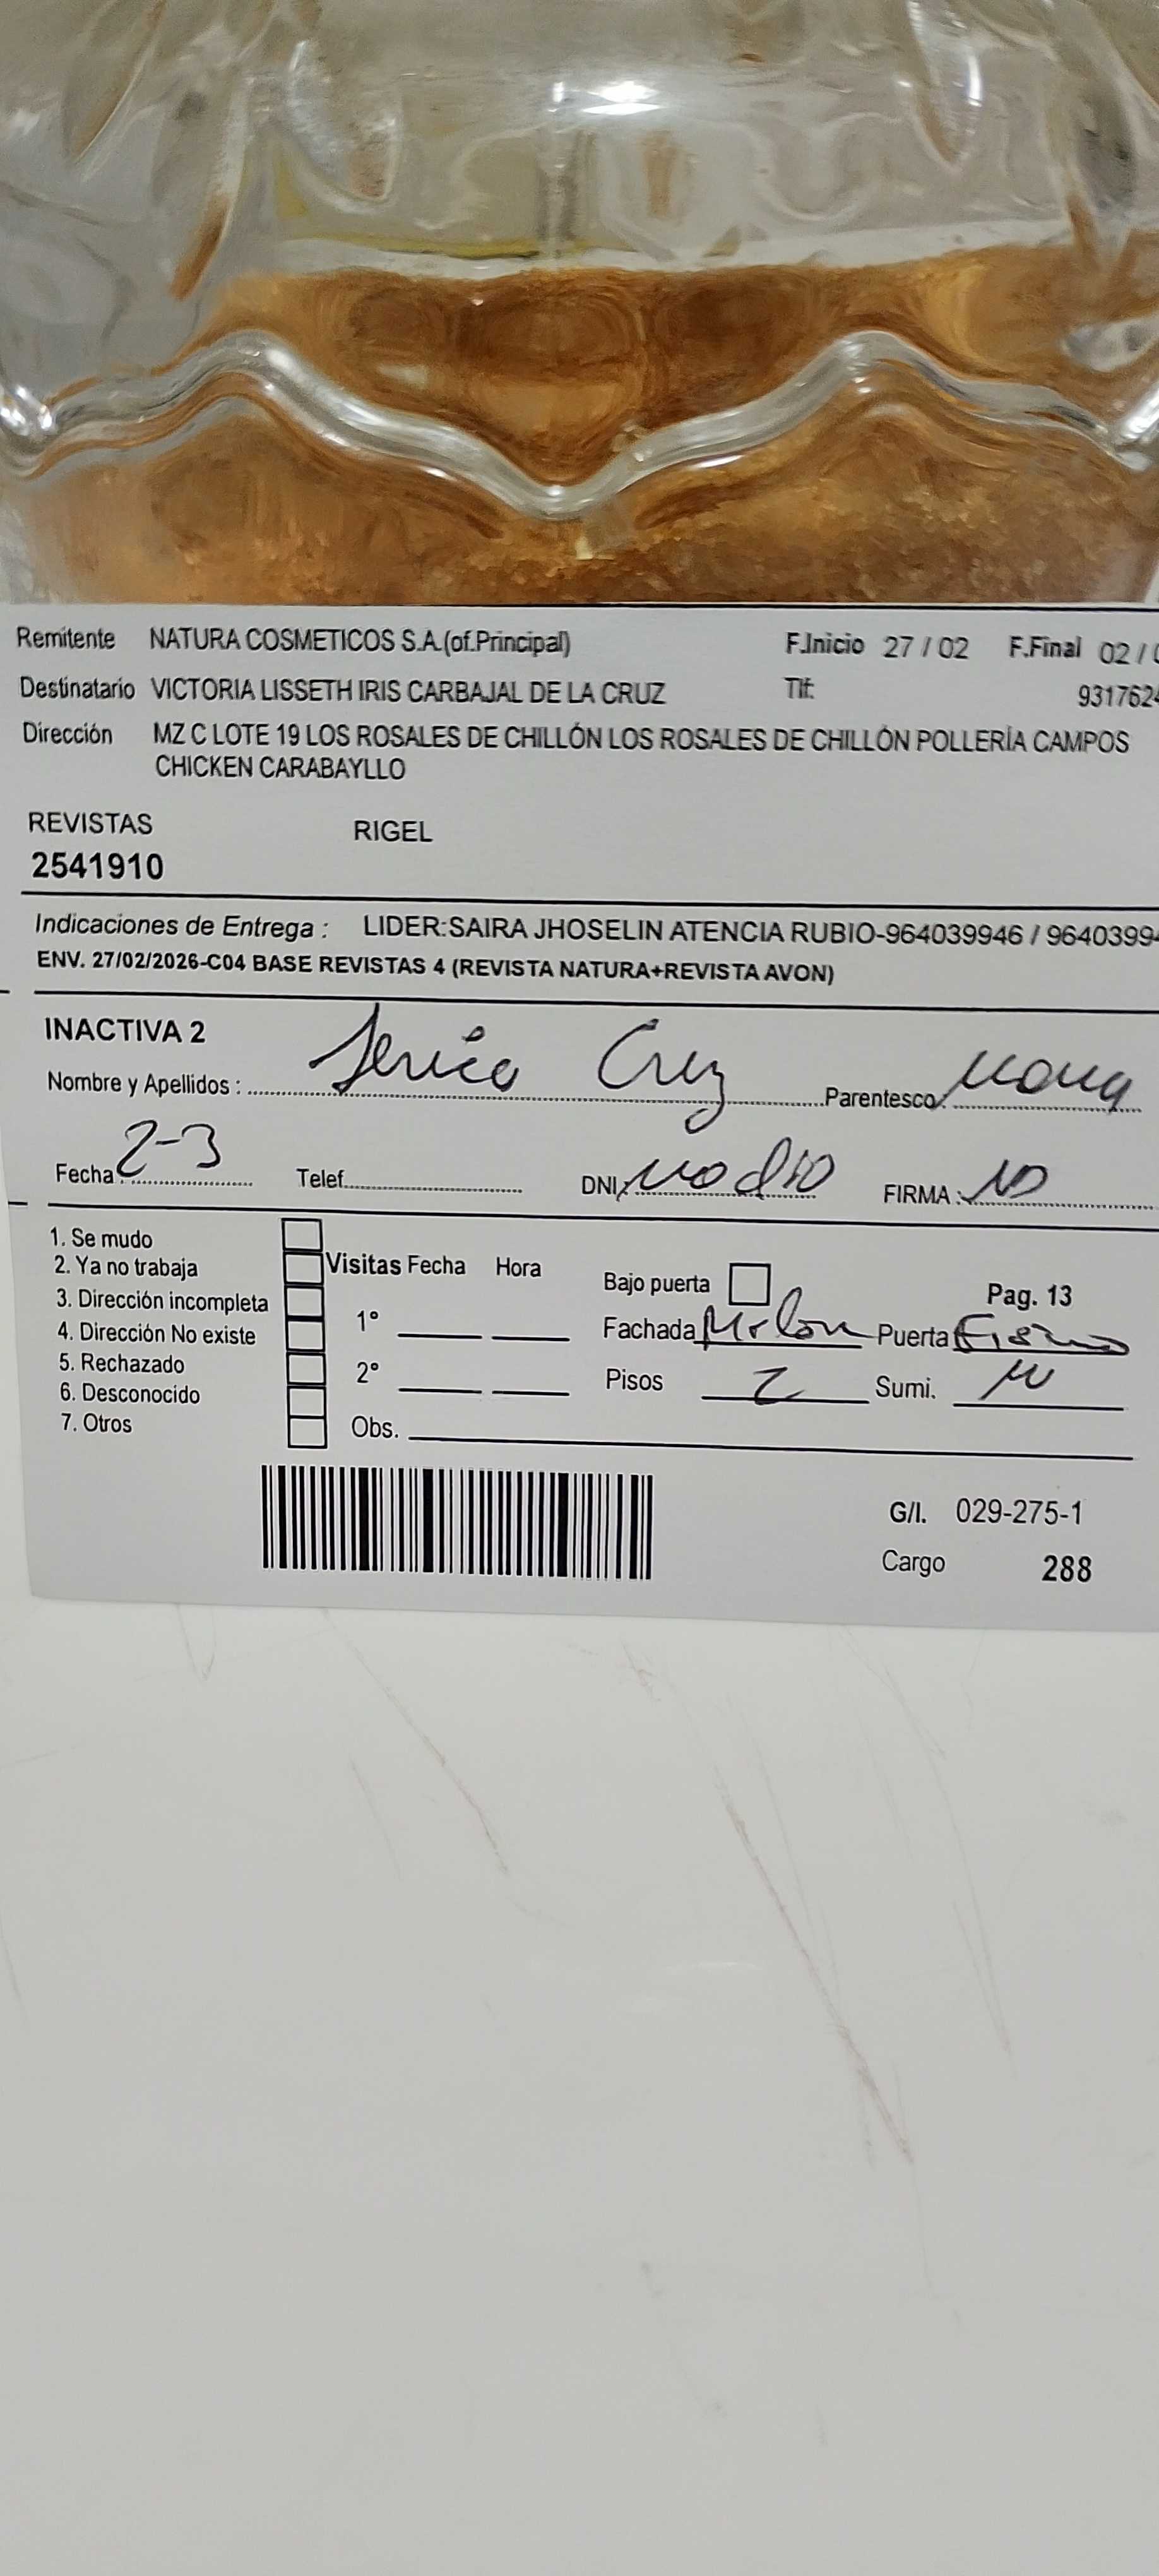 Remitente NATURA COSMETICOS S.A.(of.Principal) F.Inicio 27 / 02 F.Final 02 /
Destinatario VICTORIA LISSETH IRIS CARBAJAL DE LA CRUZ Tlf: 9317624
Dirección MZ C LOTE 19 LOS ROSALES DE CHILLÓN LOS ROSALES DE CHILLÓN POLLERÍA CAMPOS
CHICKEN CARABAYLLO
REVISTAS RIGEL
2541910
Indicaciones de Entrega : LIDER:SAIRA JHOSELIN ATENCIA RUBIO-964039946 / 96403994
ENV. 27/02/2026-C04 BASE REVISTAS 4 (REVISTA NATURA+REVISTA AVON)
INACTIVA 2
Nombre y Apellidos : Cruz Parentesco:
Fecha : 2-3 Telef. DNI: no dio FIRMA : NO
1. Se mudo
2. Ya no trabaja Visitas Fecha Hora Bajo puerta Pag. 13
3. Dirección incompleta 1° Fachada Puerta
4. Dirección No existe
5. Rechazado 2° Pisos 2 Sumi.
6. Desconocido
7. Otros Obs.
G/I. 029-275-1
Cargo 288